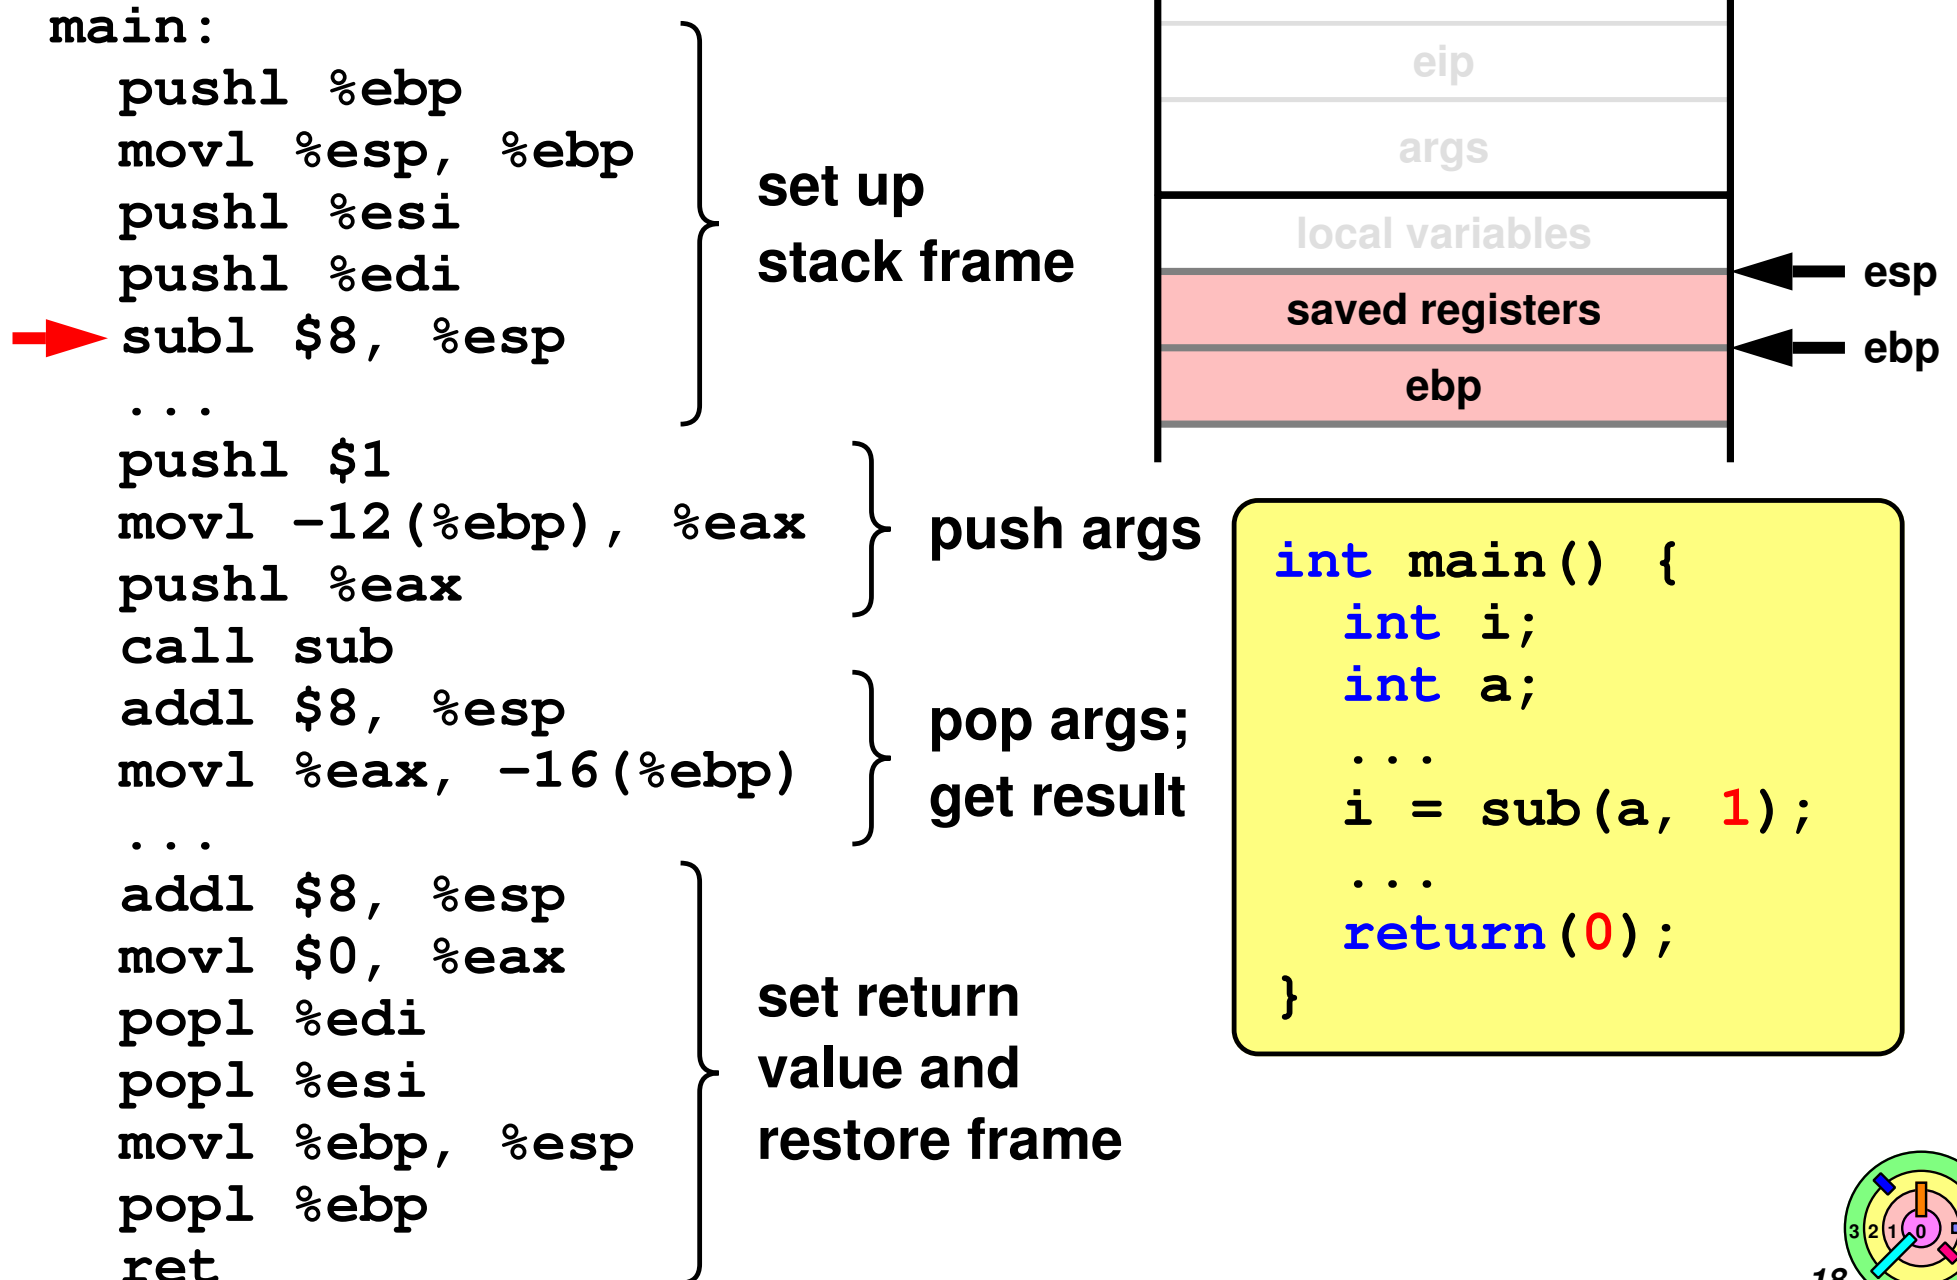 main:
pushl %ebp
movl %esp, %ebp
pushl %esi
pushl %edi
subl $8, %esp
...
pushl $1
movl -12(%ebp), %eax
pushl %eax
call sub
addl $8, %esp
movl %eax, -16(%ebp)
...
addl $8, %esp
movl $0, %eax
popl %edi
popl %esi
movl %ebp, %esp
popl %ebp
ret
set up
stack frame
push args
pop args;
get result
set return
value and
restore frame
eip
args
local variables
saved registers
ebp
esp
ebp
int main() {
int i;
int a;
...
i = sub(a, 1);
...
return(0);
}
3 2 1 0
18